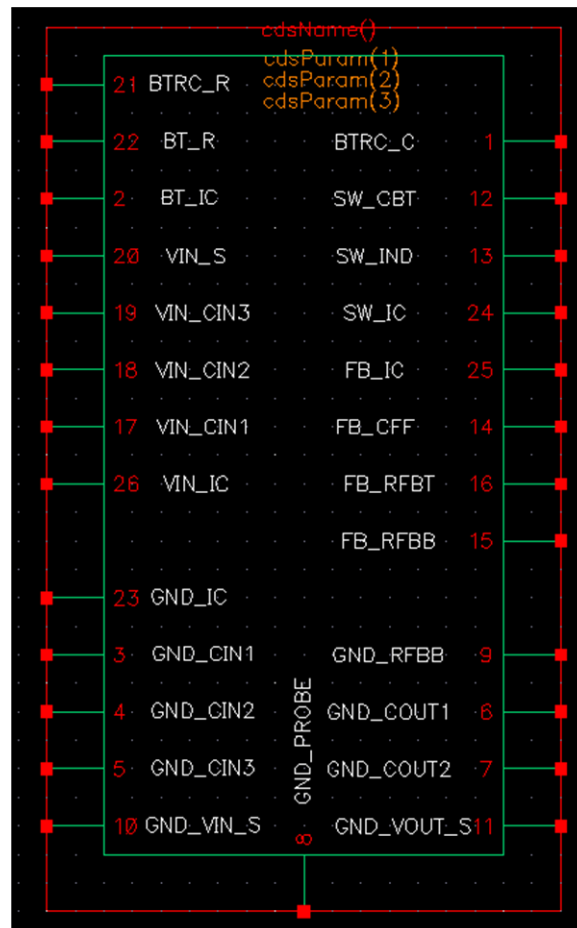 cdsName()
cdsParam(1)
21 BTRC_R cdsParam(2)
cdsParam(3)
22 BT_R BTRC_C 1
2 BT_IC SW_CBT 12
20 VIN_S SW_IND 13
19 VIN_CIN3 SW_IC 24
18 VIN_CIN2 FB_IC 25
17 VIN_CIN1 FB_CFF 14
26 VIN_IC FB_RFBT 16
FB_RFBB 15
23 GND_IC
3 GND_CIN1 GND_RFBB 9
4 GND_CIN2 GND_COUT1 6
5 GND_CIN3 GND_COUT2 7
10 GND_VIN_S GND_VOUT_S 11
GND_PROBE
8